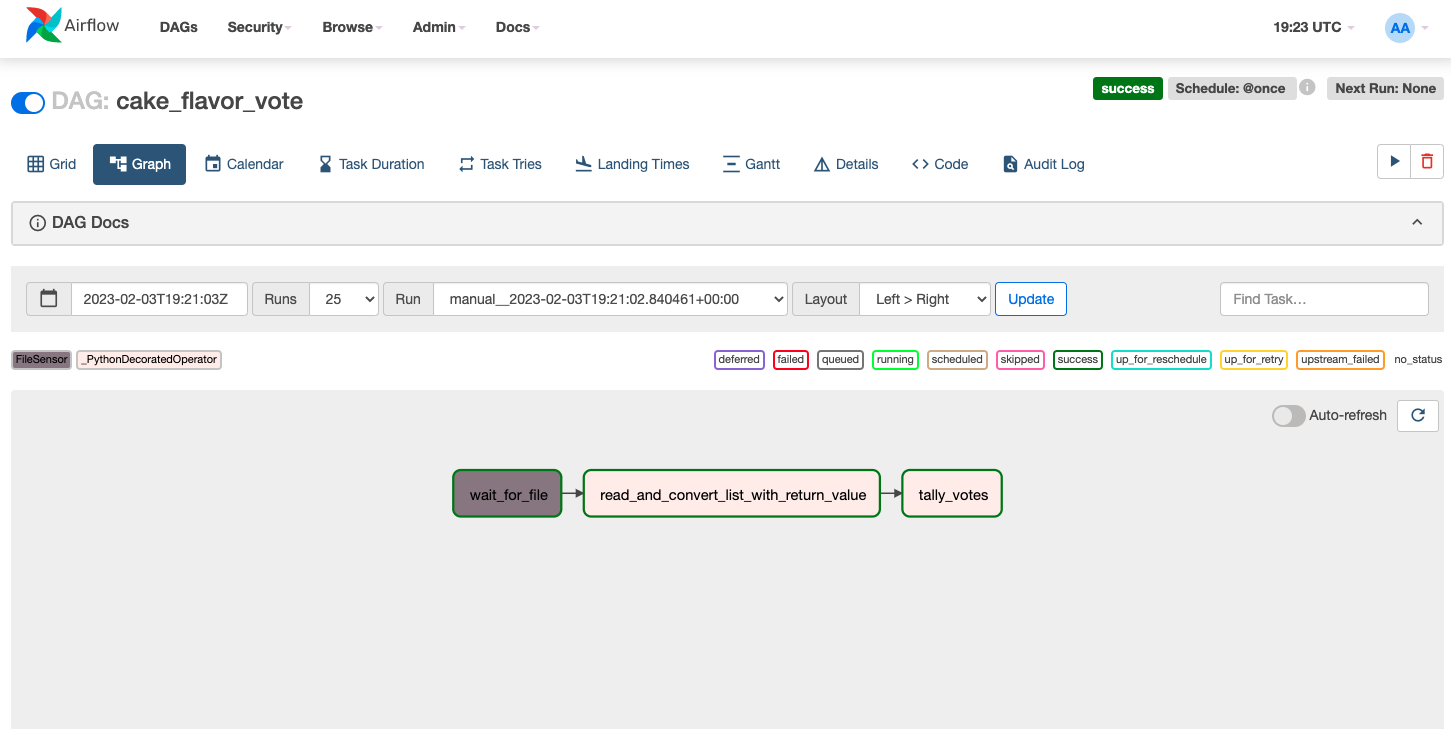 Airflow DAGs Security Browse Admin Docs 19:23 UTC AA
DAG: cake_flavor_vote success Schedule: @once i Next Run: None
Grid Graph Calendar Task Duration Task Tries Landing Times Gantt Details Code Audit Log
DAG Docs
2023-02-03T19:21:03Z Runs 25 Run manual__2023-02-03T19:21:02.840461+00:00 Layout Left > Right Update Find Task…
FileSensor _PythonDecoratedOperator deferred failed queued running scheduled skipped success up_for_reschedule up_for_retry upstream_failed no_status
Auto-refresh
wait_for_file read_and_convert_list_with_return_value tally_votes